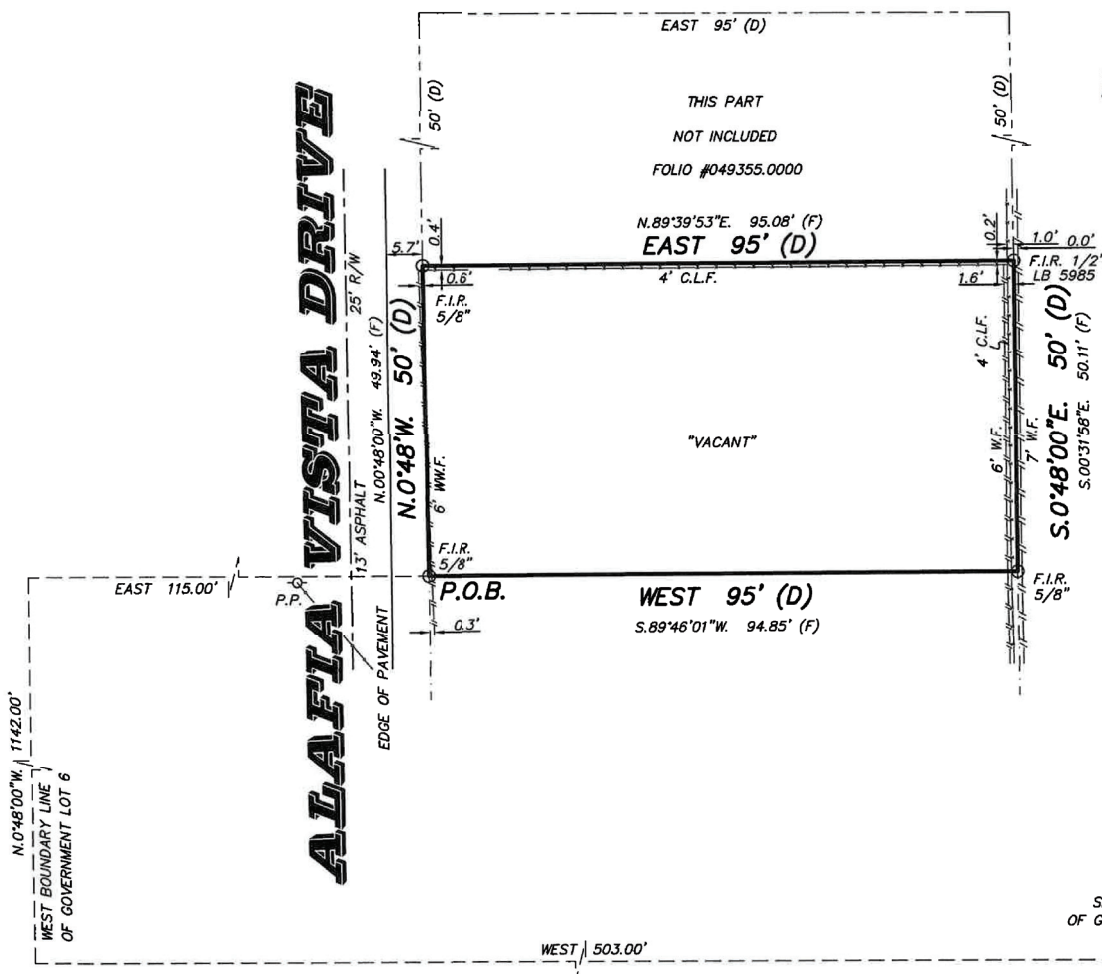 EAST 95' (D)
50' (D)
50' (D)
THIS PART
NOT INCLUDED
FOLIO #049355.0000
N.89°39'53"E. 95.08' (F)
EAST 95' (D)
5.7'
0.4'
0.6'
4' C.L.F.
0.2'
1.0'
0.0'
1.6'
F.I.R. 1/2"
LB 5985
F.I.R.
5/8"
ALAFIA VISTA DRIVE
25' R/W
13' ASPHALT
EDGE OF PAVEMENT
N.00°48'00"W. 49.94' (F)
N.0°48'W. 50' (D)
6' WW.F.
"VACANT"
4' C.L.F.
6' W.F.
7' W.F.
S.0°48'00"E. 50' (D)
S.00°31'58"E. 50.11' (F)
F.I.R.
5/8"
P.O.B.
WEST 95' (D)
S.89°46'01"W. 94.85' (F)
F.I.R.
5/8"
0.3'
EAST 115.00'
P.P.
N.0°48'00"W. 1142.00'
WEST BOUNDARY LINE
OF GOVERNMENT LOT 6
WEST 503.00'
S
OF G